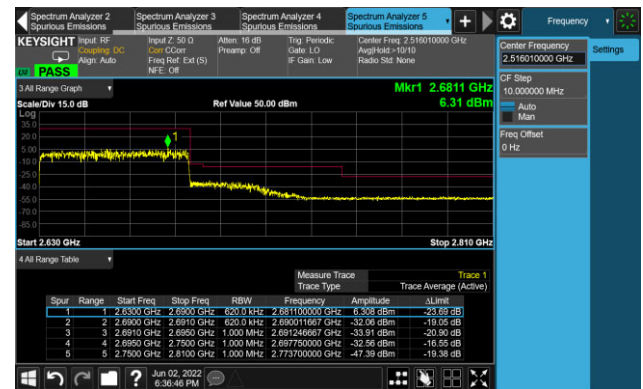 Spectrum Analyzer 2 Spectrum Analyzer 3 Spectrum Analyzer 4 Spectrum Analyzer 5 + Frequency
Spurious Emissions Spurious Emissions Spurious Emissions Spurious Emissions
KEYSIGHT Input: RF Input Z: 50 Ω Atten: 16 dB Trig: Periodic Center Freq: 2.516010000 GHz
Coupling: DC Corr CCorr Preamp: Off Gate: LO Avg|Hold:>10/10
Align: Auto Freq Ref: Ext (S) IF Gain: Low Radio Std: None
NFE: Off
PASS
Center Frequency Settings
2.516010000 GHz
CF Step
10.000000 MHz
Auto
Man
Freq Offset
0 Hz
3 All Range Graph Mkr1 2.6811 GHz
Scale/Div 15.0 dB Ref Value 50.00 dBm 6.31 dBm
Log
35.0
20.0
5.00
-10.0
-25.0
-40.0
-55.0
-70.0
-85.0
1
Start 2.630 GHz Stop 2.810 GHz
4 All Range Table
Measure Trace Trace 1
Trace Type Trace Average (Active)
Spur Range Start Freq Stop Freq RBW Frequency Amplitude ΔLimit
1 1 2.6300 GHz 2.6900 GHz 620.0 kHz 2.681100000 GHz 6.308 dBm -23.69 dB
2 2 2.6900 GHz 2.6910 GHz 620.0 kHz 2.690011667 GHz -32.06 dBm -19.05 dB
3 3 2.6910 GHz 2.6950 GHz 1.000 MHz 2.691246667 GHz -33.91 dBm -20.90 dB
4 4 2.6950 GHz 2.7500 GHz 1.000 MHz 2.697750000 GHz -32.56 dBm -16.55 dB
5 5 2.7500 GHz 2.8100 GHz 1.000 MHz 2.773700000 GHz -47.39 dBm -19.38 dB
? Jun 02, 2022
6:36:46 PM